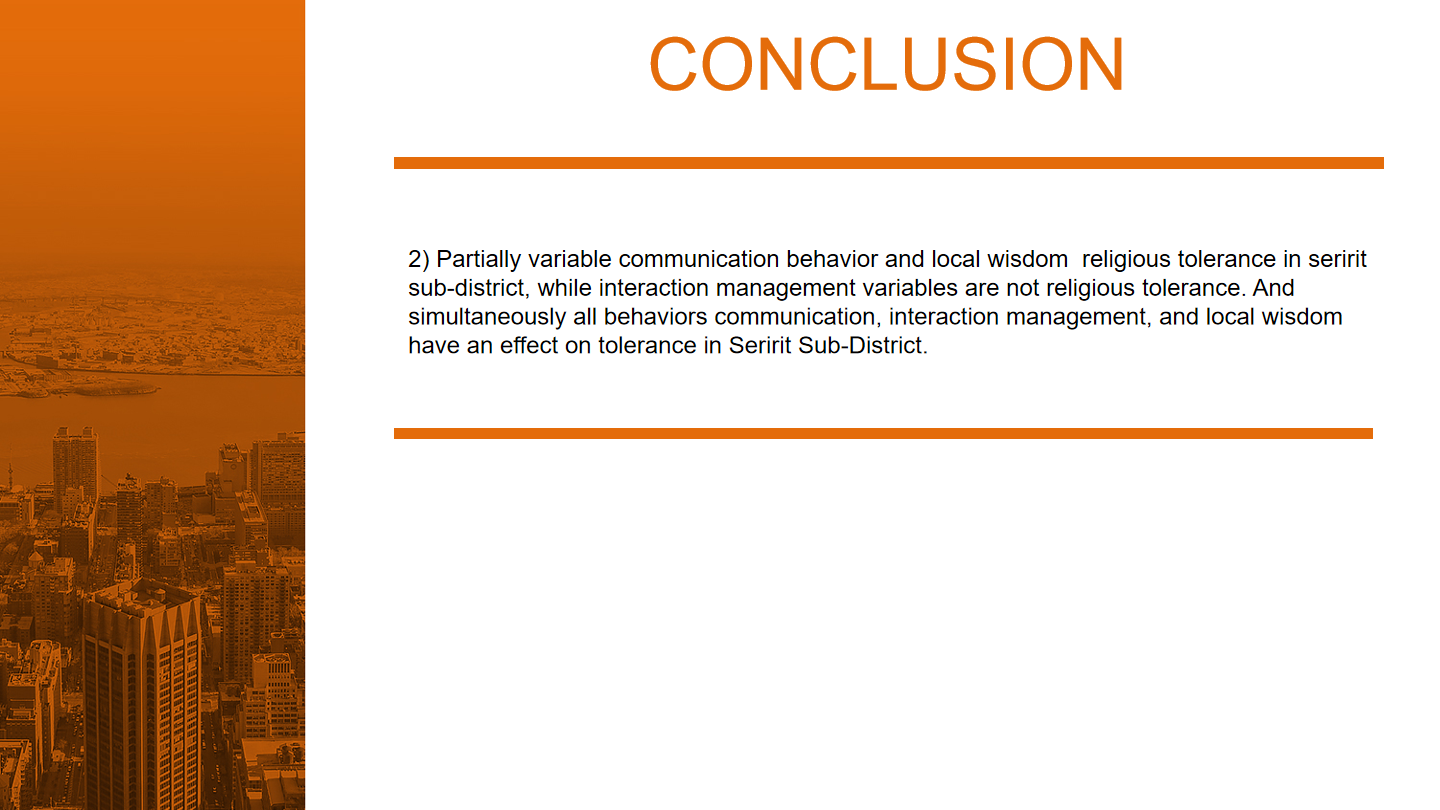 CONCLUSION
2) Partially variable communication behavior and local wisdom  religious tolerance in seririt
sub-district, while interaction management variables are not religious tolerance. And
simultaneously all behaviors communication, interaction management, and local wisdom
have an effect on tolerance in Seririt Sub-District.